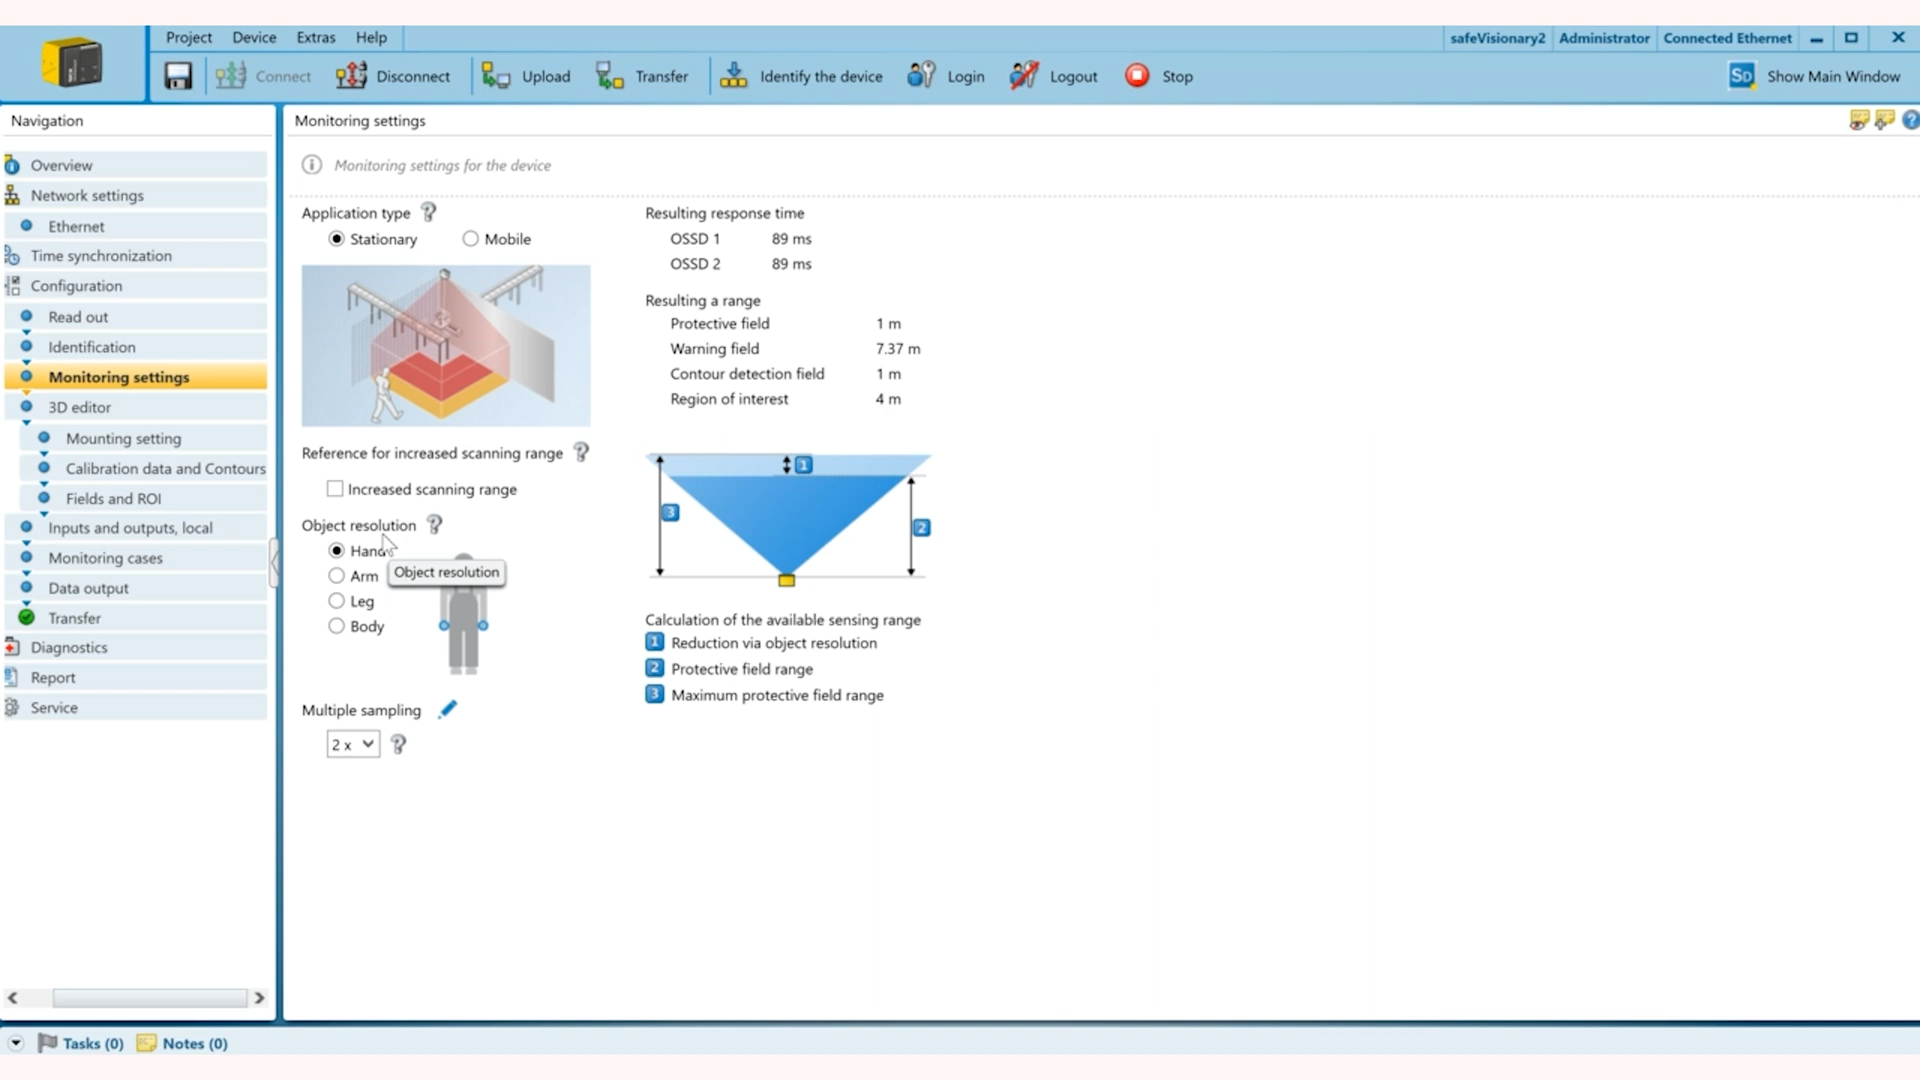 Project Device Extras Help
safeVisionary2 Administrator Connected Ethernet
Connect Disconnect Upload Transfer Identify the device Login Logout Stop
SD Show Main Window
Navigation
Overview
Network settings
Ethernet
Time synchronization
Configuration
Read out
Identification
Monitoring settings
3D editor
Mounting setting
Calibration data and Contours
Fields and ROI
Inputs and outputs, local
Monitoring cases
Data output
Transfer
Diagnostics
Report
Service
Monitoring settings
Monitoring settings for the device
Application type
Stationary Mobile
Reference for increased scanning range
Increased scanning range
Object resolution
Hand
Object resolution
Arm
Leg
Body
Multiple sampling
2 x
Resulting response time
OSSD 1 89 ms
OSSD 2 89 ms
Resulting a range
Protective field 1 m
Warning field 7.37 m
Contour detection field 1 m
Region of interest 4 m
1
3
2
Calculation of the available sensing range
1 Reduction via object resolution
2 Protective field range
3 Maximum protective field range
Tasks (0) Notes (0)